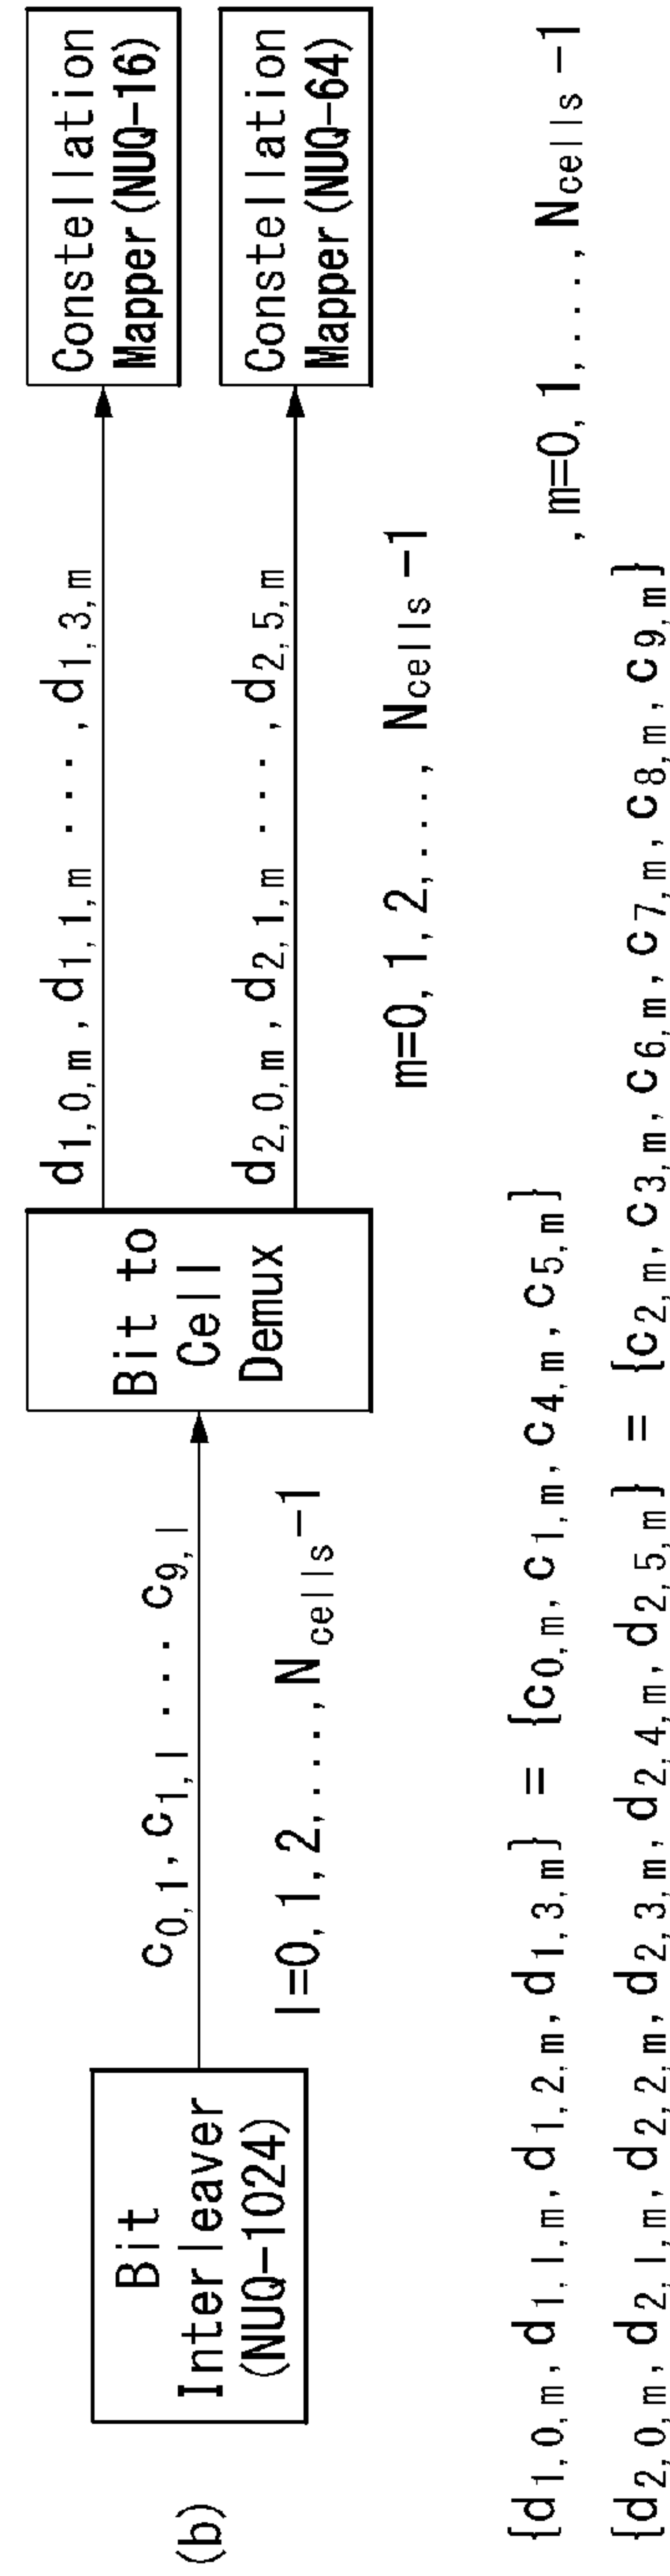 (b)
Bit
Interleaver
(NUQ-1024)
c0,1, c1,l ... c9,l
l=0, 1, 2, ..., Ncells-1
Bit to
Cell
Demux
d1,0,m, d1,1,m ..., d1,3,m
d2,0,m, d2,1,m ..., d2,5,m
m=0, 1, 2, ..., Ncells-1
Constellation
Mapper (NUQ-16)
Constellation
Mapper (NUQ-64)
{d1,0,m, d1,1,m, d1,2,m, d1,3,m} = {c0,m, c1,m, c4,m, c5,m}
, m=0, 1, ..., Ncells-1
{d2,0,m, d2,1,m, d2,2,m, d2,3,m, d2,4,m, d2,5,m} = {c2,m, c3,m, c6,m, c7,m, c8,m, c9,m}